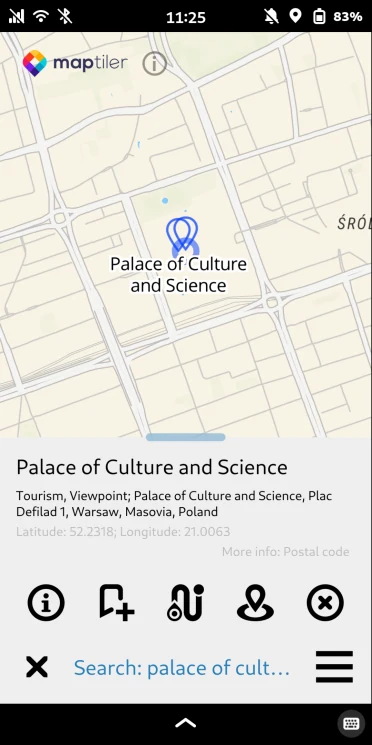 11:25
83%
maptiler
ŚRÓ
Palace of Culture
and Science
Palace of Culture and Science
Tourism, Viewpoint; Palace of Culture and Science, Plac
Defilad 1, Warsaw, Masovia, Poland
Latitude: 52.2318; Longitude: 21.0063
More info: Postal code
Search: palace of cult...